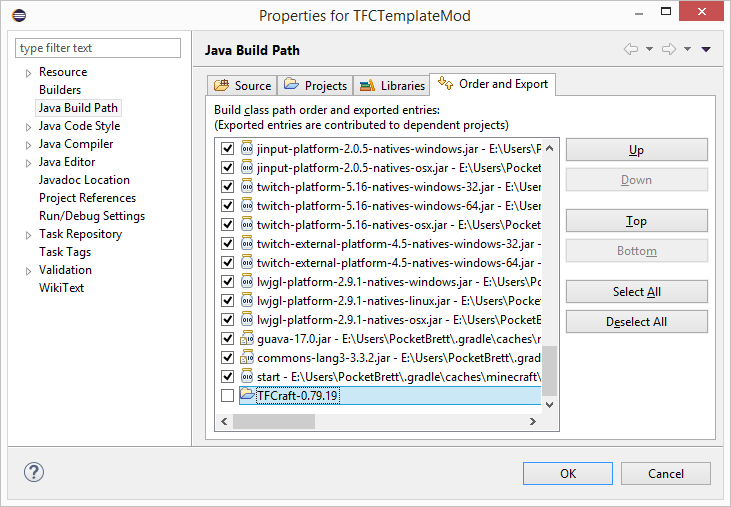 Properties for TFCTemplateMod
type filter text
Resource
Builders
Java Build Path
Java Code Style
Java Compiler
Java Editor
Javadoc Location
Project References
Run/Debug Settings
Task Repository
Task Tags
Validation
WikiText
Java Build Path
Source
Projects
Libraries
Order and Export
Build class path order and exported entries:
(Exported entries are contributed to dependent projects)
jinput-platform-2.0.5-natives-windows.jar - E:\Users\P
jinput-platform-2.0.5-natives-osx.jar - E:\Users\Pocket
twitch-platform-5.16-natives-windows-32.jar - E:\Users
twitch-platform-5.16-natives-windows-64.jar - E:\Users
twitch-platform-5.16-natives-osx.jar - E:\Users\Pocket
twitch-external-platform-4.5-natives-windows-32.jar -
twitch-external-platform-4.5-natives-windows-64.jar -
lwjgl-platform-2.9.1-natives-windows.jar - E:\Users\Po
lwjgl-platform-2.9.1-natives-linux.jar - E:\Users\Pocke
lwjgl-platform-2.9.1-natives-osx.jar - E:\Users\PocketB
guava-17.0.jar - E:\Users\PocketBrett\.gradle\caches\m
commons-lang3-3.3.2.jar - E:\Users\PocketBrett\.gradle
start - E:\Users\PocketBrett\.gradle\caches\minecraft\
TFCraft-0.79.19
Up
Down
Top
Bottom
Select All
Deselect All
?
OK
Cancel